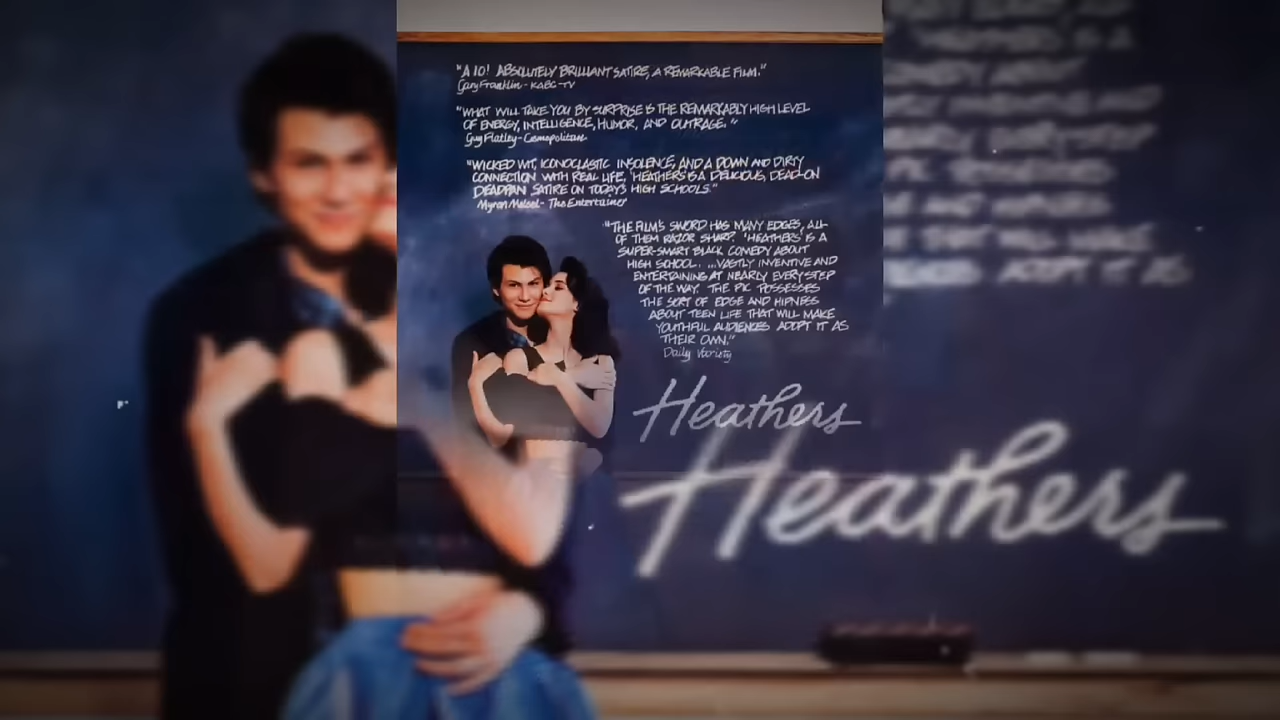 "A 10! ABSOLUTELY BRILLIANT SATIRE, A REMARKABLE FILM."
Gary Franklin - KABC-TV
"WHAT WILL TAKE YOU BY SURPRISE IS THE REMARKABLY HIGH LEVEL
OF ENERGY, INTELLIGENCE, HUMOR, AND OUTRAGE."
Guy Flatley - Cosmopolitan
"WICKED WIT, ICONOCLASTIC INSOLENCE, AND A DOWN AND DIRTY
CONNECTION WITH REAL LIFE, 'HEATHERS' IS A DELICIOUS, DEAD-ON
DEADPAN SATIRE ON TODAY'S HIGH SCHOOLS."
Myron Meisel - The Entertainer
"THE FILM'S SWORD HAS MANY EDGES, ALL
OF THEM RAZOR SHARP. 'HEATHERS' IS A
SUPER-SMART BLACK COMEDY ABOUT
HIGH SCHOOL. ...VASTLY INVENTIVE AND
ENTERTAINING AT NEARLY EVERY STEP
OF THE WAY. THE PIC POSSESSES
THE SORT OF EDGE AND HIPNESS
ABOUT TEEN LIFE THAT WILL MAKE
YOUTHFUL AUDIENCES ADOPT IT AS
THEIR OWN."
Daily Variety
Heathers
Heathers